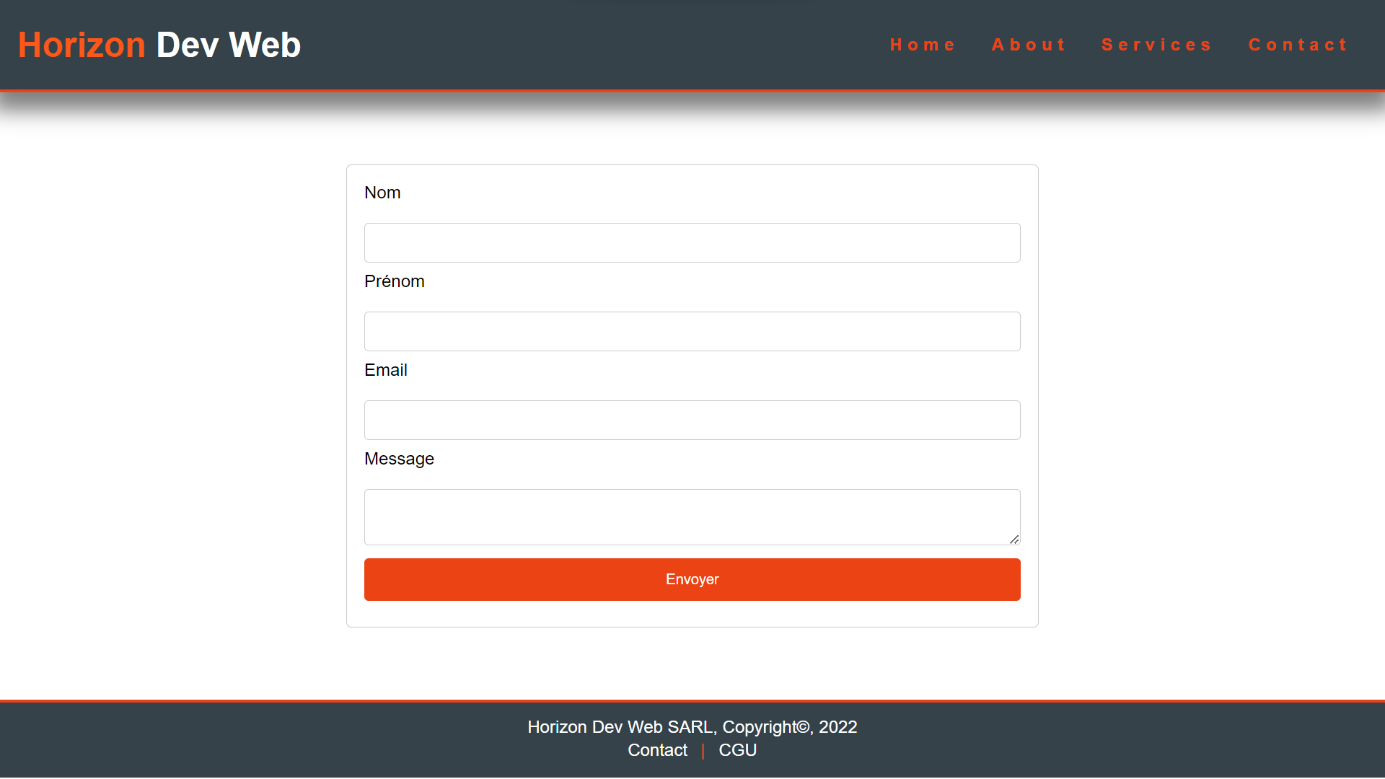 Horizon Dev Web
Home About Services Contact
Nom
Prénom
Email
Message
Envoyer
Horizon Dev Web SARL, Copyright©, 2022
Contact | CGU